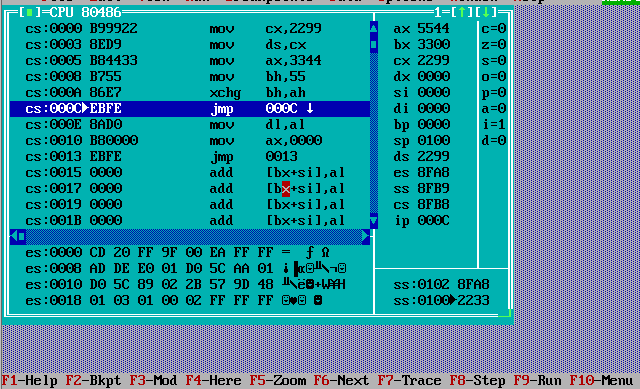 [■]=CPU 80486 1=[↑][↓]
cs:0000 B99922 mov cx,2299 ax 5544 c=0
cs:0003 8ED9 mov ds,cx bx 3300 z=0
cs:0005 B84433 mov ax,3344 cx 2299 s=0
cs:0008 B755 mov bh,55 dx 0000 o=0
cs:000A 86E7 xchg bh,ah si 0000 p=0
cs:000C►EBFE jmp 000C ↓ di 0000 a=0
cs:000E 8AD0 mov dl,al bp 0000 i=1
cs:0010 B80000 mov ax,0000 sp 0100 d=0
cs:0013 EBFE jmp 0013 ds 2299
cs:0015 0000 add [bx+si],al es 8FA8
cs:0017 0000 add [bx+si],al ss 8FB9
cs:0019 0000 add [bx+si],al cs 8FB8
cs:001B 0000 add [bx+si],al ip 000C
es:0000 CD 20 FF 9F 00 EA FF FF = ƒ Ω
es:0008 AD DE E0 01 D0 5C AA 01 ¡▐α☺╨\¬☺
es:0010 D0 5C 89 02 2B 57 9D 48 ╨\ë☻+W¥H ss:0102 8FA8
es:0018 01 03 01 00 02 FF FF FF ☺♥☺ ☻ ss:0100►2233
F1-Help F2-Bkpt F3-Mod F4-Here F5-Zoom F6-Next F7-Trace F8-Step F9-Run F10-Menu